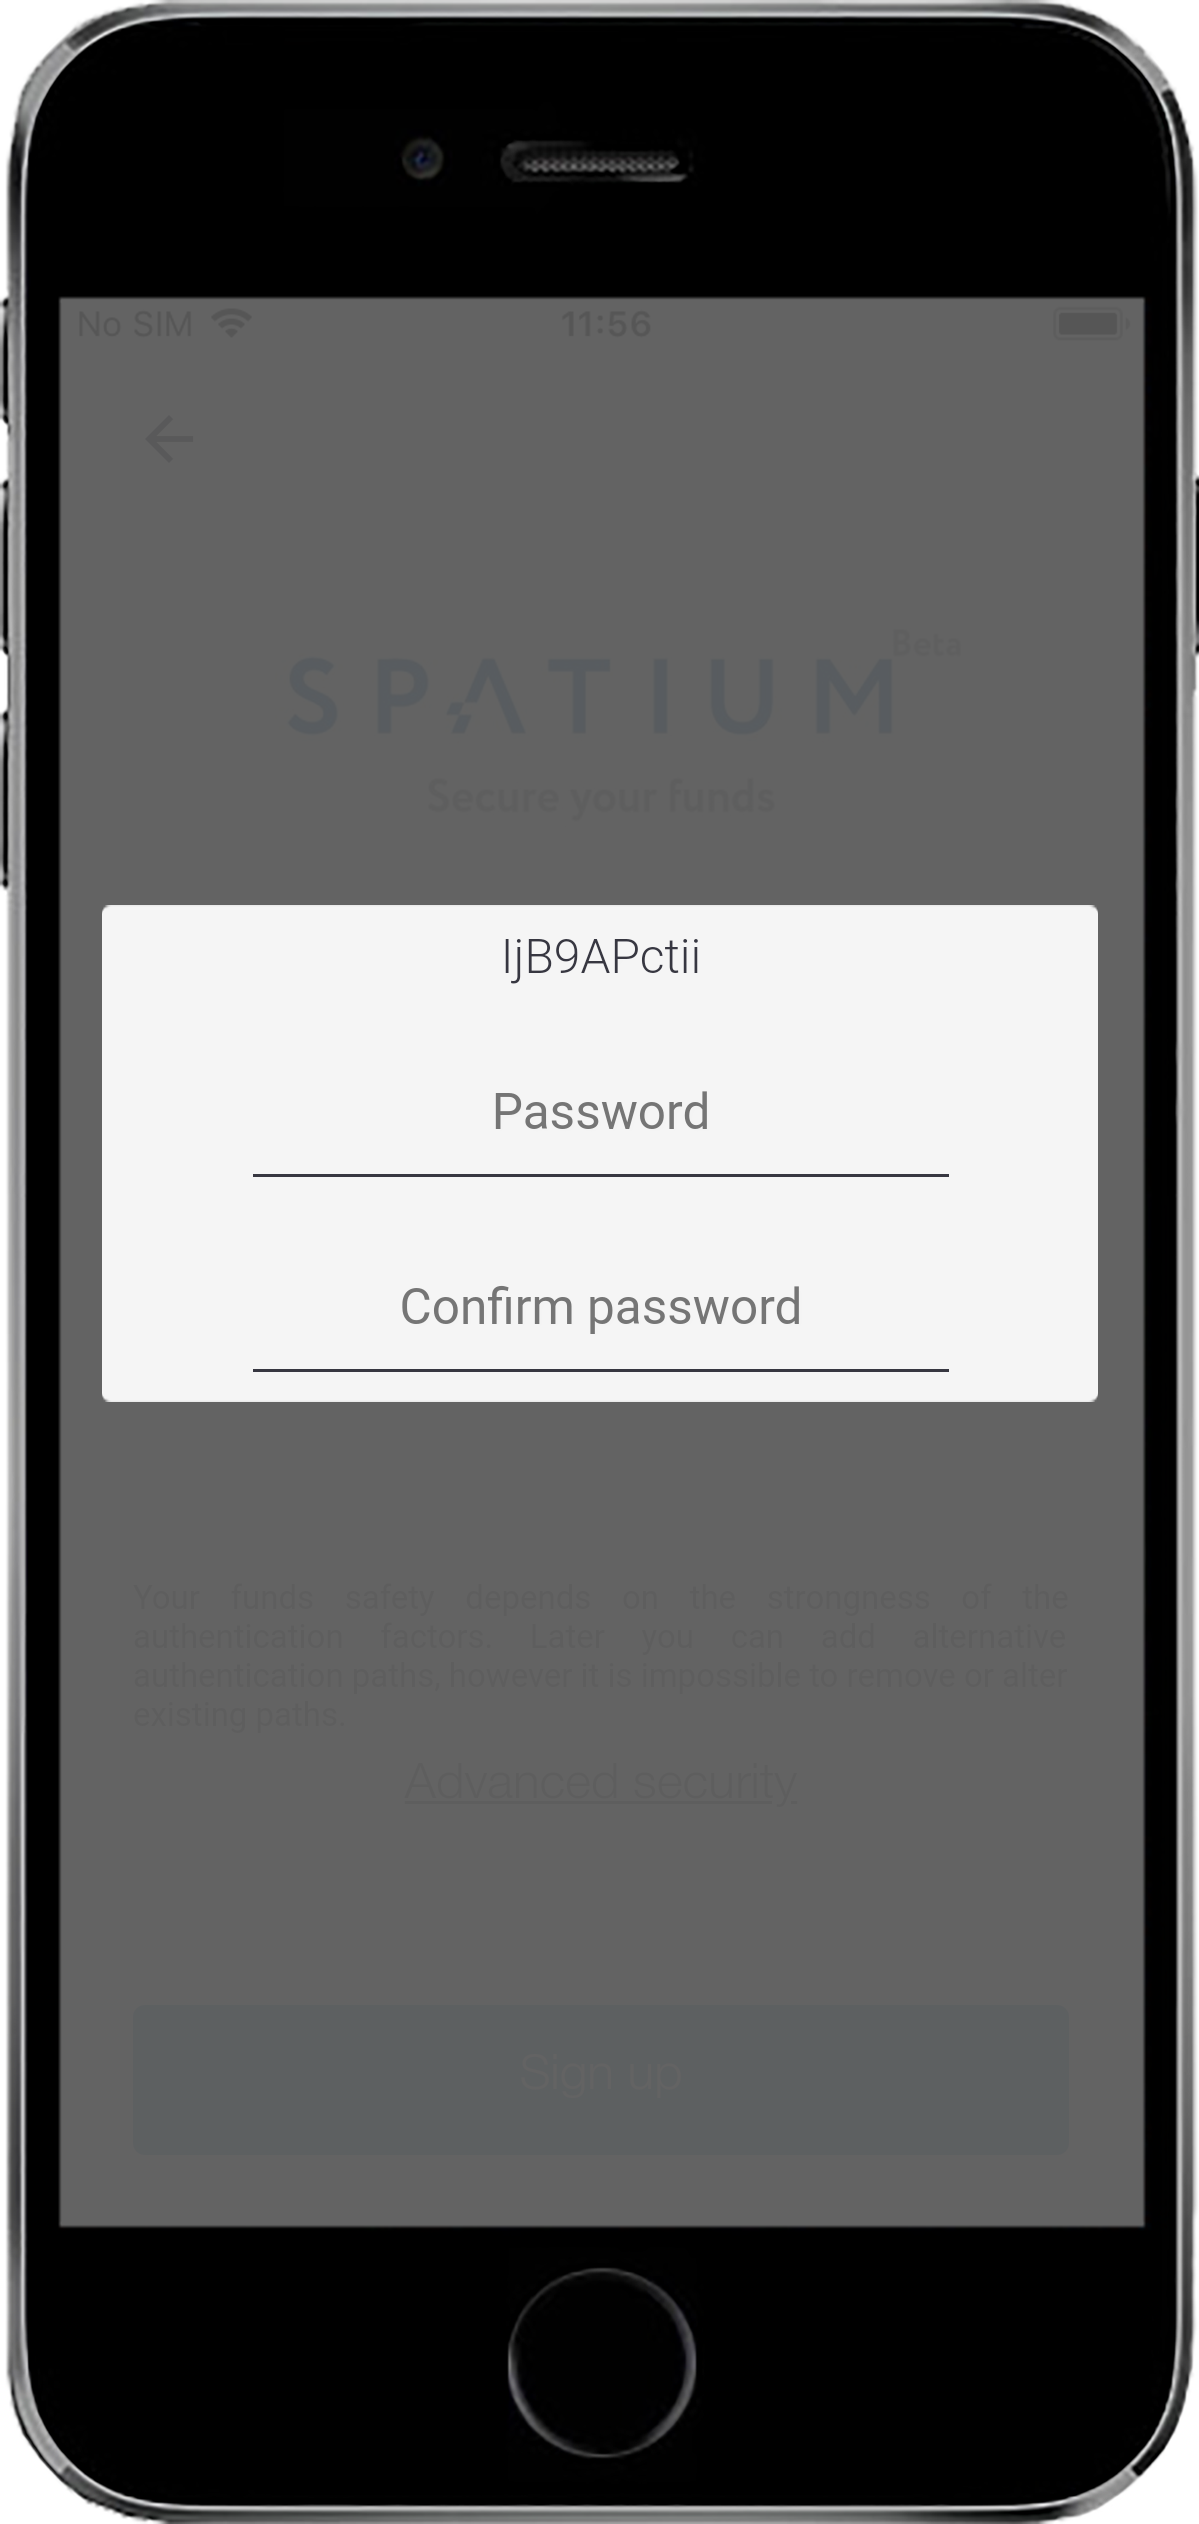 No SIM 11:56
Beta
SPATIUM
Secure your funds
IjB9APctii
Password
Confirm password
Your funds safety depends on the strongness of the
authentication factors. Later you can add alternative
authentication paths, however it is impossible to remove or alter
existing paths.
Advanced security
Sign up